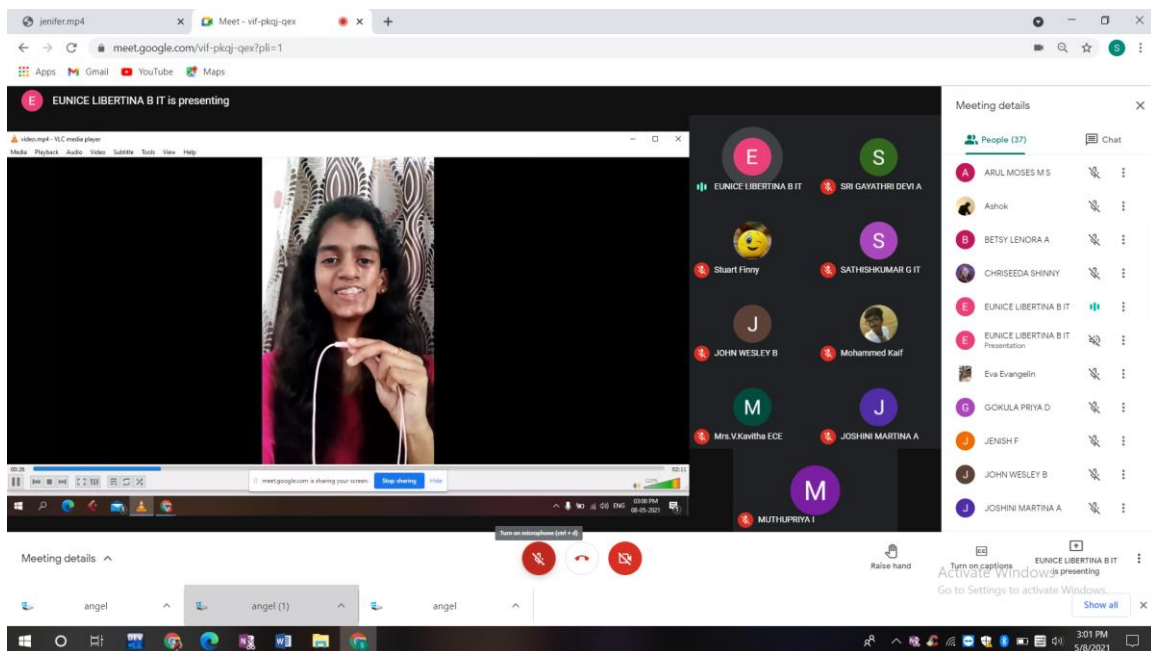 jenifer.mp4
Meet - vif-pkqj-qex
meet.google.com/vif-pkqj-qex?pli=1
S
Apps
Gmail
YouTube
Maps
E
EUNICE LIBERTINA B IT is presenting
video.mp4 - VLC media player
Media Playback Audio Video Subtitle Tools View Help
00:26
02:11
meet.google.com is sharing your screen.
Stop sharing
Hide
ENG
03:00 PM
08-05-2021
E
EUNICE LIBERTINA B IT
S
SRI GAYATHRI DEVI A
Stuart Finny
S
SATHISHKUMAR G IT
J
JOHN WESLEY B
Mohammed Kaif
M
Mrs.V.Kavitha ECE
J
JOSHINI MARTINA A
M
MUTHUPRIYA I
Meeting details
People (37)
Chat
A
ARUL MOSES M S
Ashok
B
BETSY LENORA A
CHRISEEDA SHINNY
E
EUNICE LIBERTINA B IT
E
EUNICE LIBERTINA B IT
Presentation
Eva Evangelin
G
GOKULA PRIYA D
J
JENISH F
J
JOHN WESLEY B
J
JOSHINI MARTINA A
Turn on microphone (ctrl + d)
Meeting details
Raise hand
Turn on captions
EUNICE LIBERTINA B IT
is presenting
Activate Windows
Go to Settings to activate Windows.
angel
angel (1)
angel
Show all
3:01 PM
5/8/2021